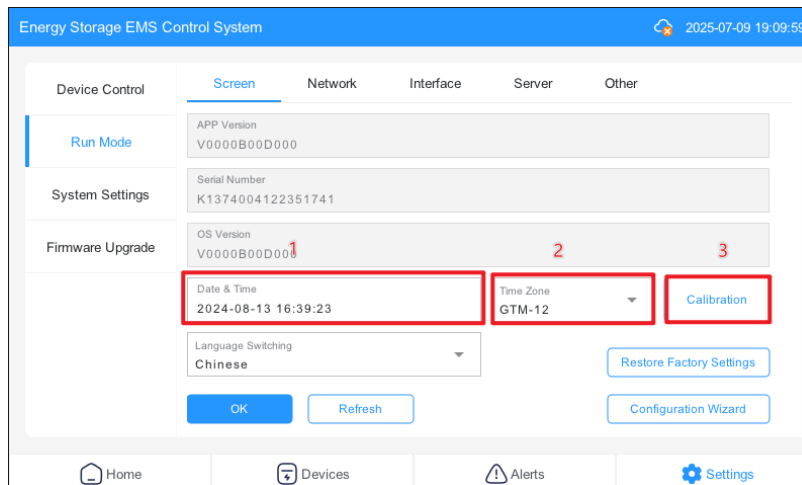 Energy Storage EMS Control System
2025-07-09 19:09:59
Device Control
Run Mode
System Settings
Firmware Upgrade
Screen
Network
Interface
Server
Other
APP Version
V0000B00D000
Serial Number
K1374004122351741
OS Version
V0000B00D000
1
2
3
Date & Time
2024-08-13 16:39:23
Time Zone
GTM-12
Calibration
Language Switching
Chinese
Restore Factory Settings
OK
Refresh
Configuration Wizard
Home
Devices
Alerts
Settings